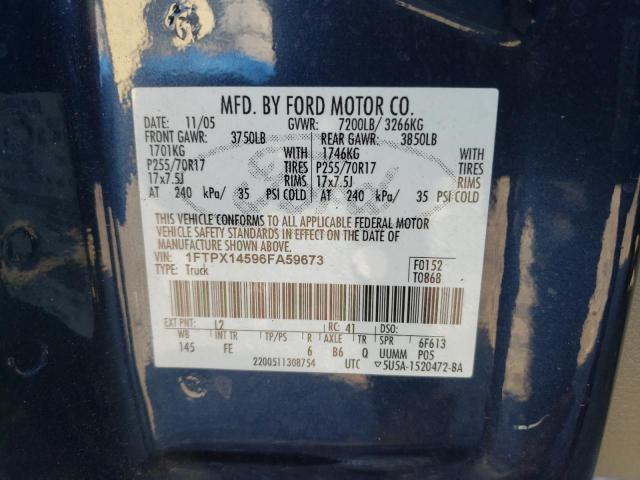 MFD. BY FORD MOTOR CO.
DATE: 11/05 GVWR: 7200LB/ 3266KG
FRONT GAWR: 3750LB REAR GAWR: 3850LB
1701KG WITH 1746KG WITH
P255/70R17 TIRES P255/70R17 TIRES
17x7.5J RIMS 17x7.5J RIMS
AT 240 kPa/ 35 PSI COLD AT 240 kPa/ 35 PSI COLD
THIS VEHICLE CONFORMS TO ALL APPLICABLE FEDERAL MOTOR
VEHICLE SAFETY STANDARDS IN EFFECT ON THE DATE OF
MANUFACTURE SHOWN ABOVE.
VIN: 1FTPX14596FA59673 F0152
TYPE: Truck T0868
EXT PNT: L2 RC: 41 DSO:
WB INT TR TP/PS R AXLE TR SPR 6F613
145 FE 6 B6 Q UUMM P05
2200511308754 UTC 5U5A-1520472-BA